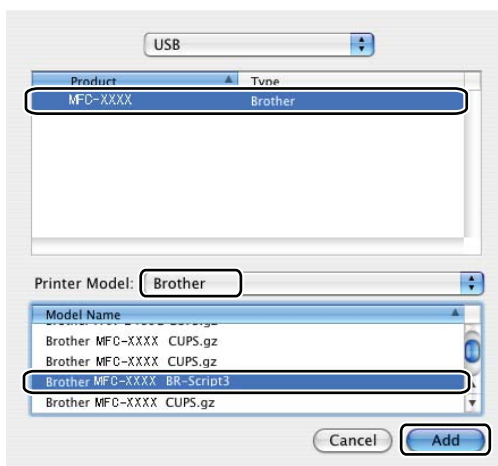 USB
Product Type
MFC-XXXX Brother
Printer Model: Brother
Model Name
Brother MFC-XXXX CUPS.gz
Brother MFC-XXXX CUPS.gz
Brother MFC-XXXX BR-Script3
Brother MFC-XXXX CUPS.gz
Cancel Add